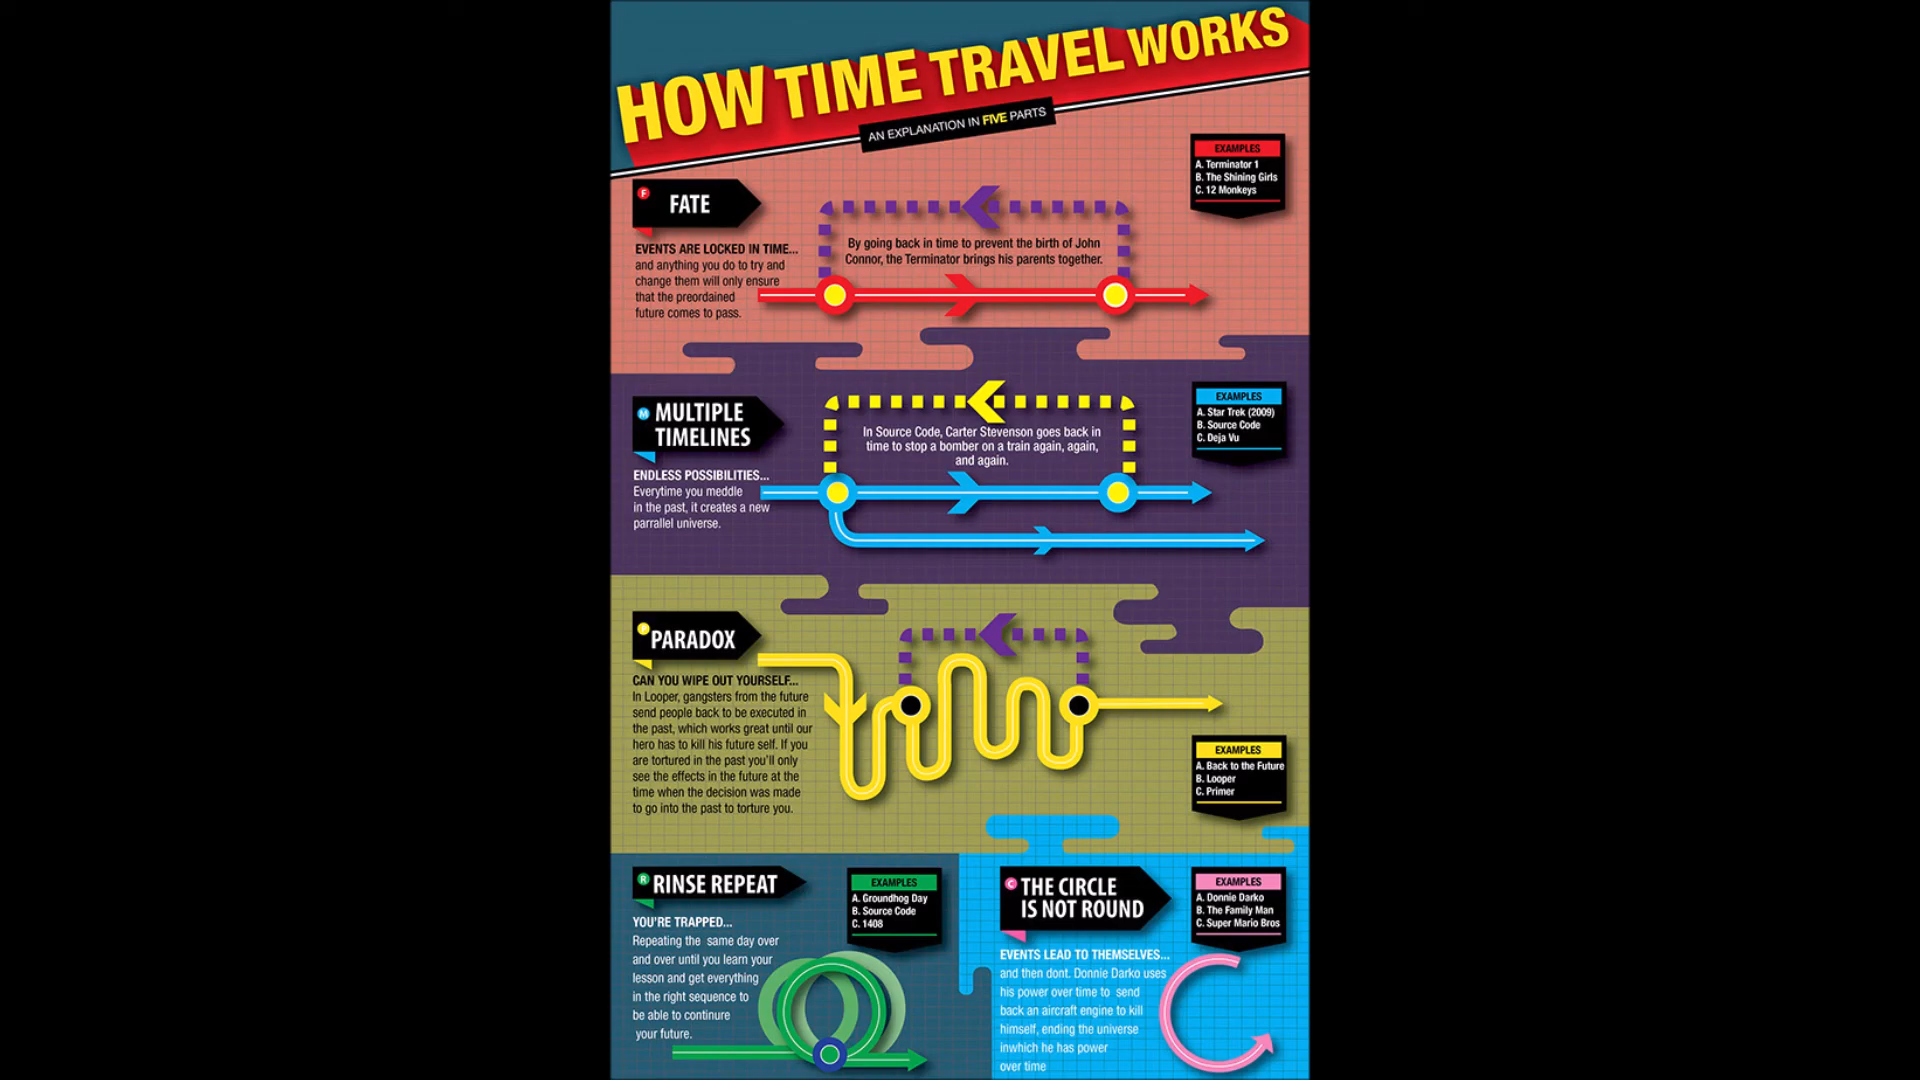 HOW TIME TRAVEL WORKS
AN EXPLANATION IN FIVE PARTS
EXAMPLES
A. Terminator 1
B. The Shining Girls
C. 12 Monkeys
F
FATE
EVENTS ARE LOCKED IN TIME...
and anything you do to try and
change them will only ensure
that the preordained
future comes to pass.
By going back in time to prevent the birth of John
Connor, the Terminator brings his parents together.
EXAMPLES
A. Star Trek (2009)
B. Source Code
C. Deja Vu
M
MULTIPLE
TIMELINES
ENDLESS POSSIBILITIES...
Everytime you meddle
in the past, it creates a new
parrallel universe.
In Source Code, Carter Stevenson goes back in
time to stop a bomber on a train again, again,
and again.
P
PARADOX
CAN YOU WIPE OUT YOURSELF...
In Looper, gangsters from the future
send people back to be executed in
the past, which works great until our
hero has to kill his future self. If you
are tortured in the past you'll only
see the effects in the future at the
time when the decision was made
to go into the past to torture you.
EXAMPLES
A. Back to the Future
B. Looper
C. Primer
R
RINSE REPEAT
YOU'RE TRAPPED...
Repeating the same day over
and over until you learn your
lesson and get everything
in the right sequence to
be able to continure
your future.
EXAMPLES
A. Groundhog Day
B. Source Code
C. 1408
C
THE CIRCLE
IS NOT ROUND
EVENTS LEAD TO THEMSELVES...
and then dont. Donnie Darko uses
his power over time to send
back an aircraft engine to kill
himself, ending the universe
inwhich he has power
over time
EXAMPLES
A. Donnie Darko
B. The Family Man
C. Super Mario Bros